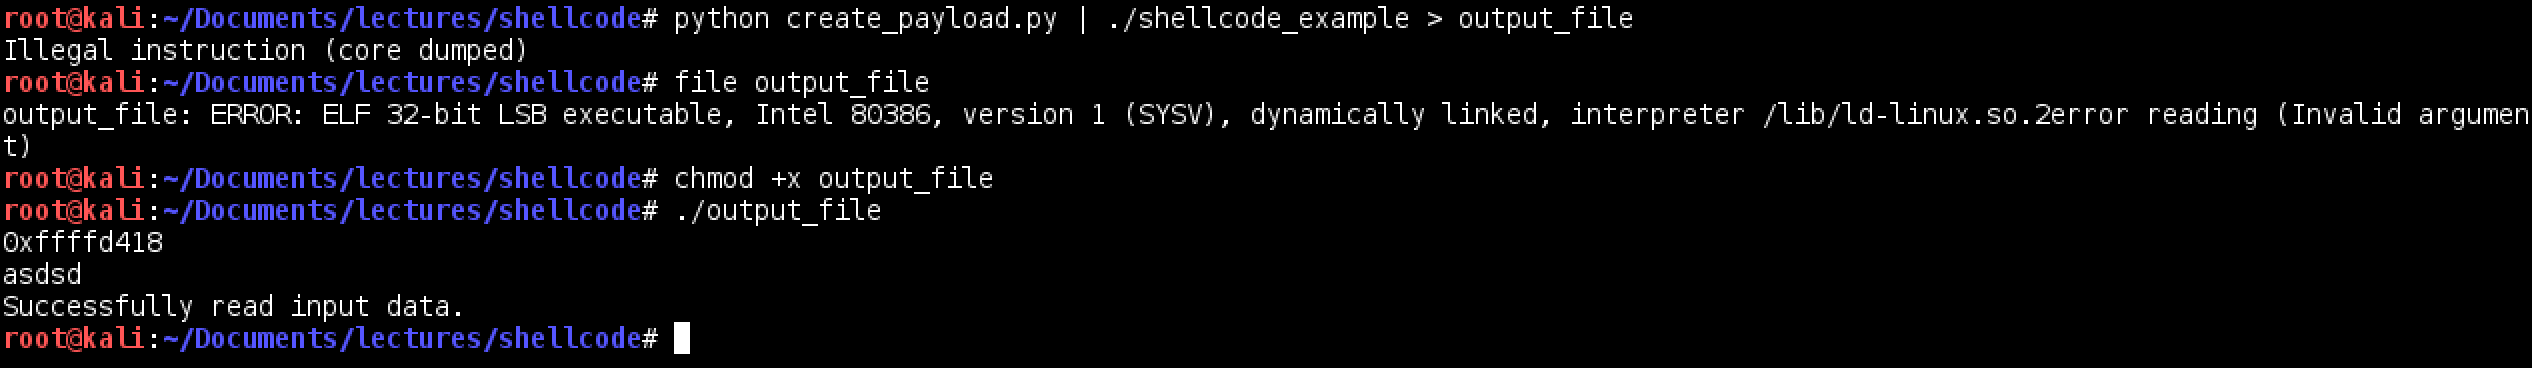 root@kali:~/Documents/lectures/shellcode# python create_payload.py | ./shellcode_example > output_file
Illegal instruction (core dumped)
root@kali:~/Documents/lectures/shellcode# file output_file
output_file: ERROR: ELF 32-bit LSB executable, Intel 80386, version 1 (SYSV), dynamically linked, interpreter /lib/ld-linux.so.2error reading (Invalid argumen
t)
root@kali:~/Documents/lectures/shellcode# chmod +x output_file
root@kali:~/Documents/lectures/shellcode# ./output_file
0xffffd418
asdsd
Successfully read input data.
root@kali:~/Documents/lectures/shellcode#